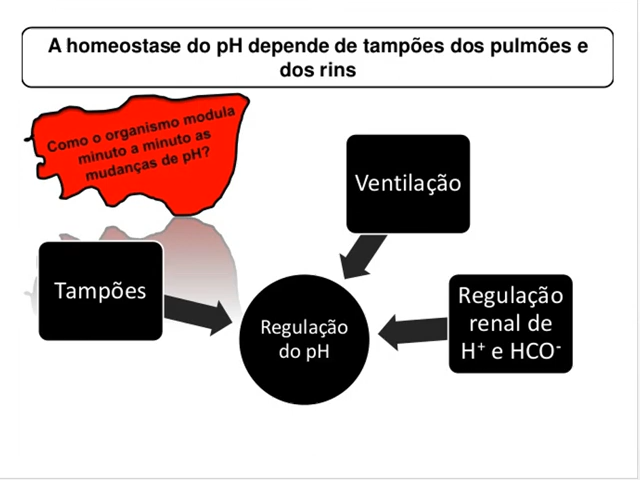 A homeostase do pH depende de tampões dos pulmões e
dos rins
Como o organismo modula
minuto a minuto as
mudanças de pH?
Ventilação
Tampões
Regulação
do pH
Regulação
renal de
H⁺ e HCO⁻